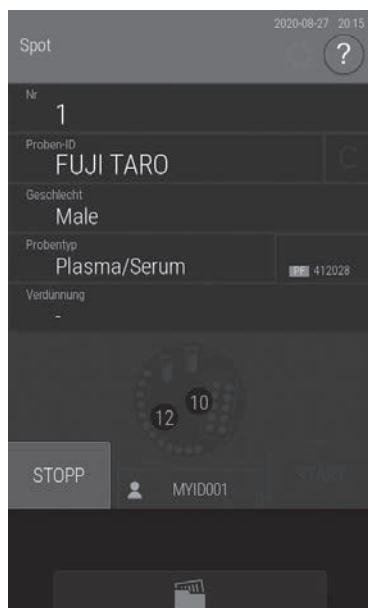 2020-08-27 20:15
Spot
?
Nr
1
Proben-ID
FUJI TARO
C
Geschlecht
Male
Probentyp
Plasma/Serum
PF 412028
Verdünnung
-
10
12
STOPP
START
MYID001